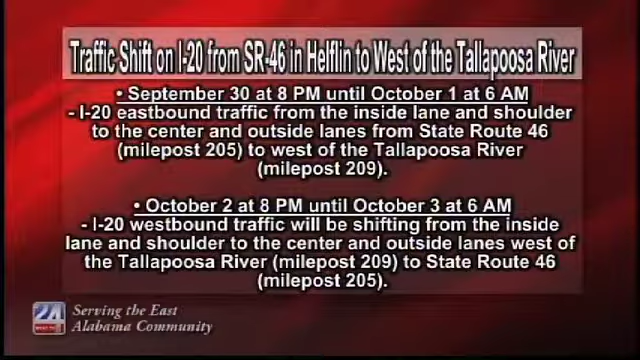 Traffic Shift on I-20 from SR-46 in Helflin to West of the Tallapoosa River
• September 30 at 8 PM until October 1 at 6 AM
- I-20 eastbound traffic from the inside lane and shoulder
to the center and outside lanes from State Route 46
(milepost 205) to west of the Tallapoosa River
(milepost 209).
• October 2 at 8 PM until October 3 at 6 AM
- I-20 westbound traffic will be shifting from the inside
lane and shoulder to the center and outside lanes west of
the Tallapoosa River (milepost 209) to State Route 46
(milepost 205).
24
Serving the East
Alabama Community